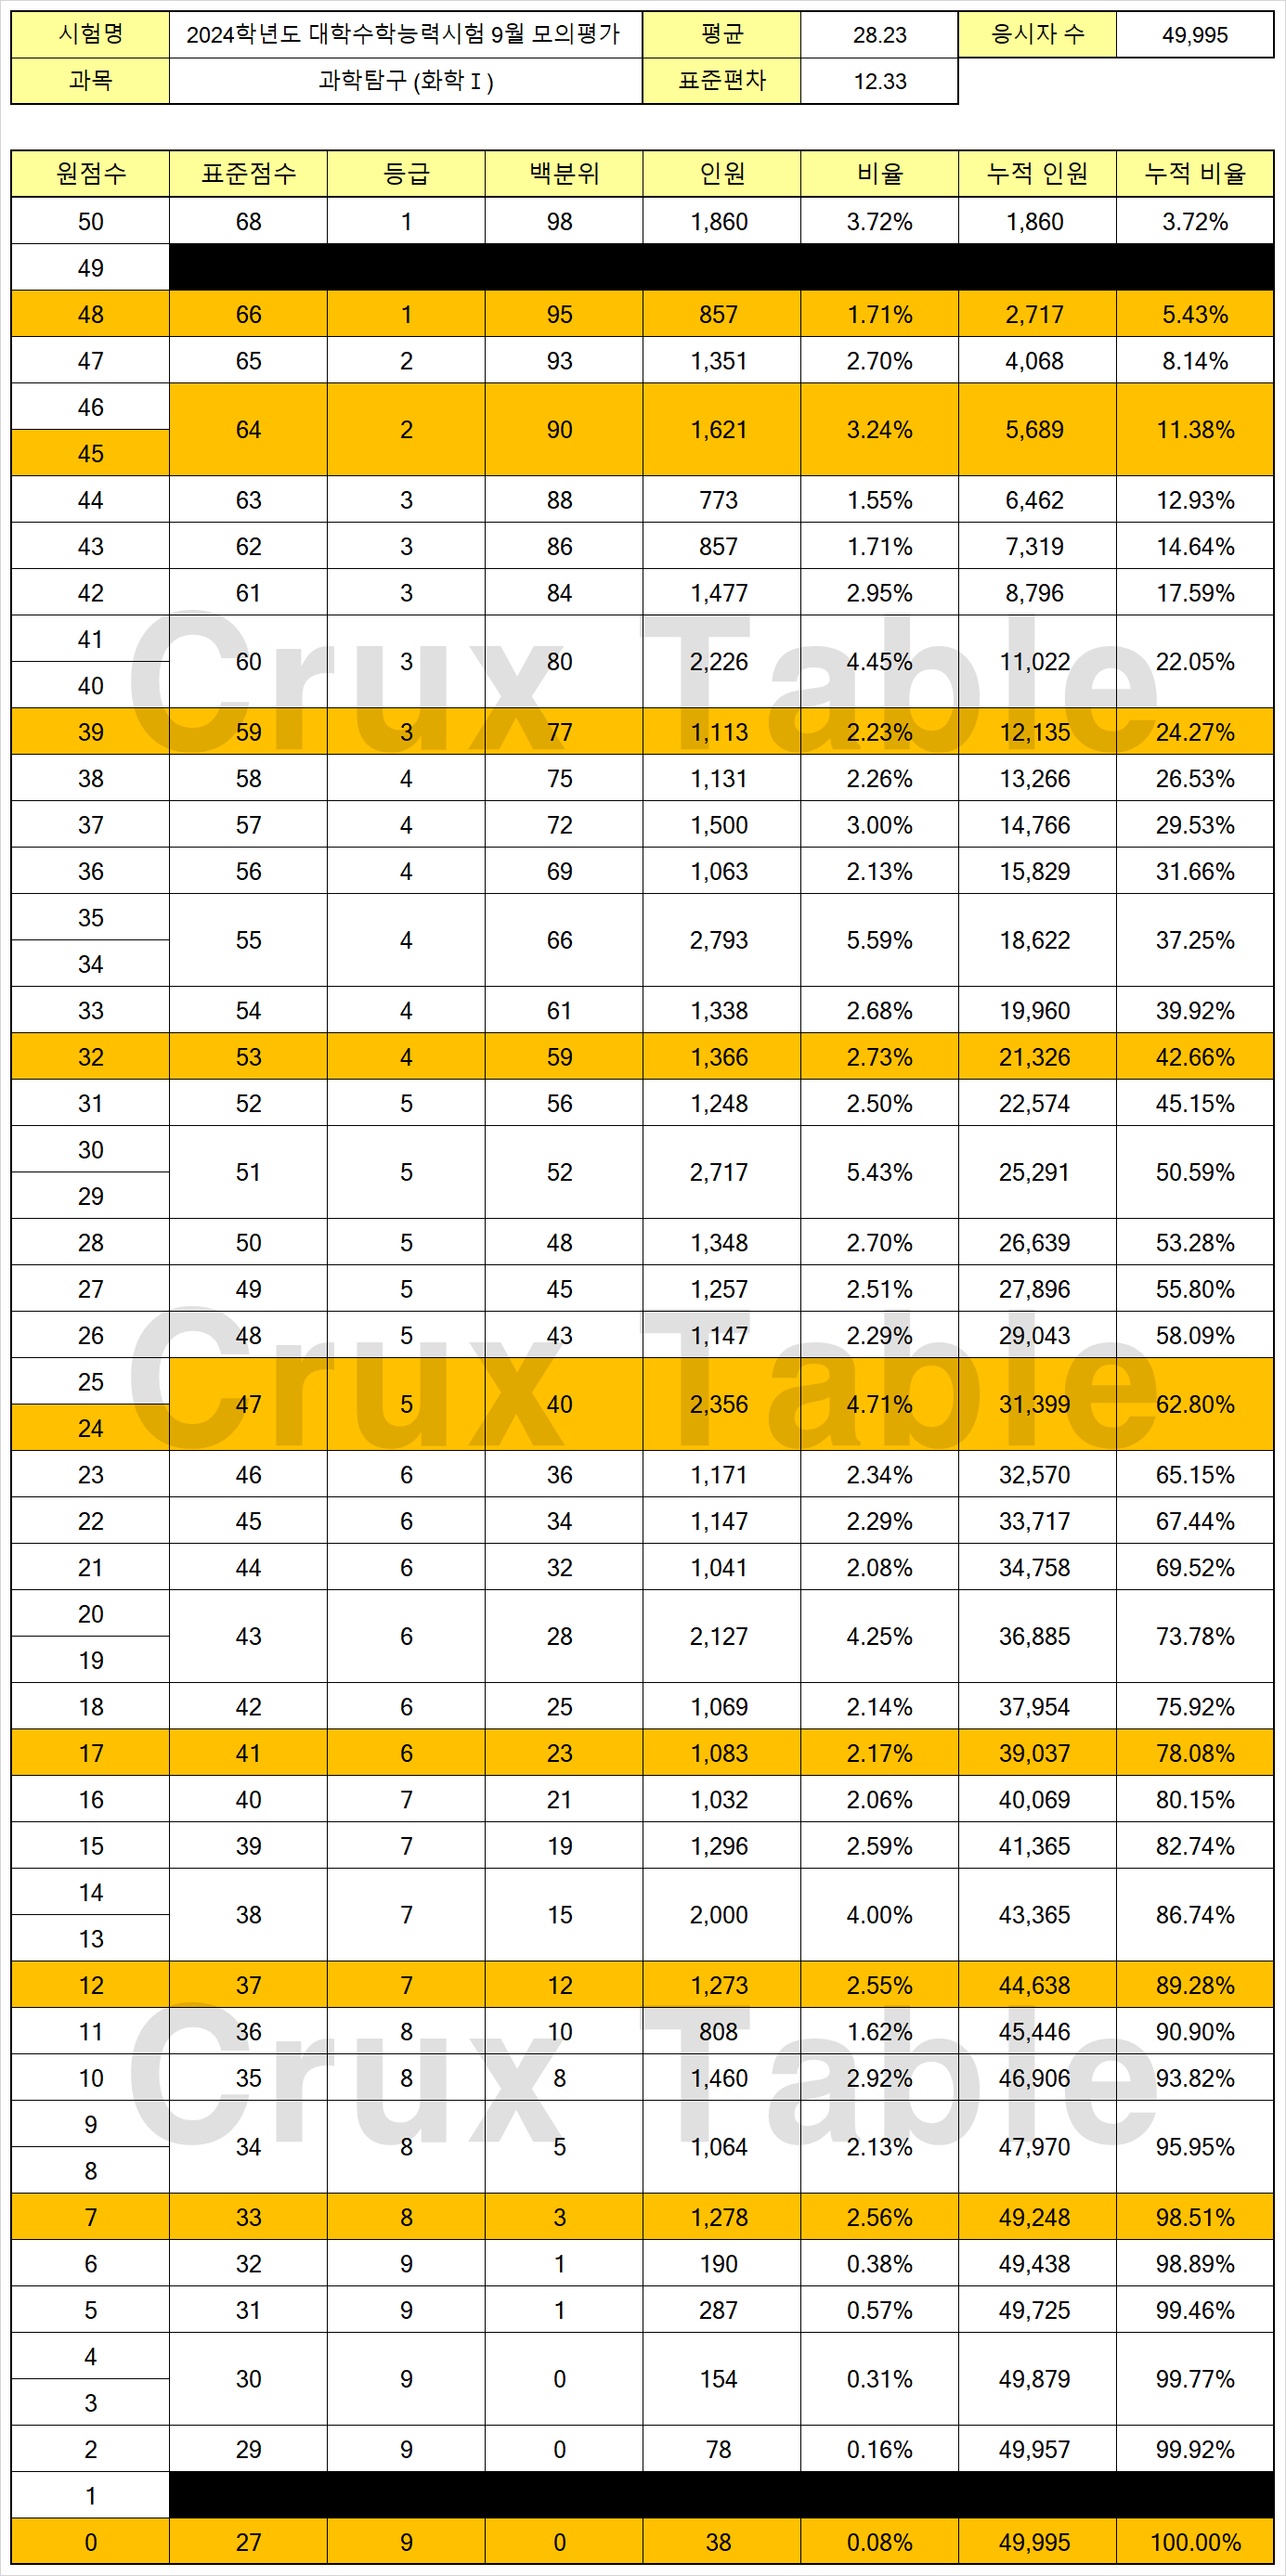 시험명 2024학년도 대학수학능력시험 9월 모의평가 평균 28.23 응시자 수 49,995
과목 과학탐구 (화학Ⅰ) 표준편차 12.33
원점수 표준점수 등급 백분위 인원 비율 누적 인원 누적 비율
50 68 1 98 1,860 3.72% 1,860 3.72%
49
48 66 1 95 857 1.71% 2,717 5.43%
47 65 2 93 1,351 2.70% 4,068 8.14%
46
64 2 90 1,621 3.24% 5,689 11.38%
45
44 63 3 88 773 1.55% 6,462 12.93%
43 62 3 86 857 1.71% 7,319 14.64%
42 61 3 84 1,477 2.95% 8,796 17.59%
41
60 3 80 2,226 4.45% 11,022 22.05%
40
Crux Table
39 59 3 77 1,113 2.23% 12,135 24.27%
38 58 4 75 1,131 2.26% 13,266 26.53%
37 57 4 72 1,500 3.00% 14,766 29.53%
36 56 4 69 1,063 2.13% 15,829 31.66%
35
55 4 66 2,793 5.59% 18,622 37.25%
34
33 54 4 61 1,338 2.68% 19,960 39.92%
32 53 4 59 1,366 2.73% 21,326 42.66%
31 52 5 56 1,248 2.50% 22,574 45.15%
30
51 5 52 2,717 5.43% 25,291 50.59%
29
28 50 5 48 1,348 2.70% 26,639 53.28%
27 49 5 45 1,257 2.51% 27,896 55.80%
26 48 5 43 1,147 2.29% 29,043 58.09%
Crux Table
25
47 5 40 2,356 4.71% 31,399 62.80%
24
23 46 6 36 1,171 2.34% 32,570 65.15%
22 45 6 34 1,147 2.29% 33,717 67.44%
21 44 6 32 1,041 2.08% 34,758 69.52%
20
43 6 28 2,127 4.25% 36,885 73.78%
19
18 42 6 25 1,069 2.14% 37,954 75.92%
17 41 6 23 1,083 2.17% 39,037 78.08%
16 40 7 21 1,032 2.06% 40,069 80.15%
15 39 7 19 1,296 2.59% 41,365 82.74%
14
38 7 15 2,000 4.00% 43,365 86.74%
13
12 37 7 12 1,273 2.55% 44,638 89.28%
11 36 8 10 808 1.62% 45,446 90.90%
Crux Table
10 35 8 8 1,460 2.92% 46,906 93.82%
9
34 8 5 1,064 2.13% 47,970 95.95%
8
7 33 8 3 1,278 2.56% 49,248 98.51%
6 32 9 1 190 0.38% 49,438 98.89%
5 31 9 1 287 0.57% 49,725 99.46%
4
30 9 0 154 0.31% 49,879 99.77%
3
2 29 9 0 78 0.16% 49,957 99.92%
1
0 27 9 0 38 0.08% 49,995 100.00%